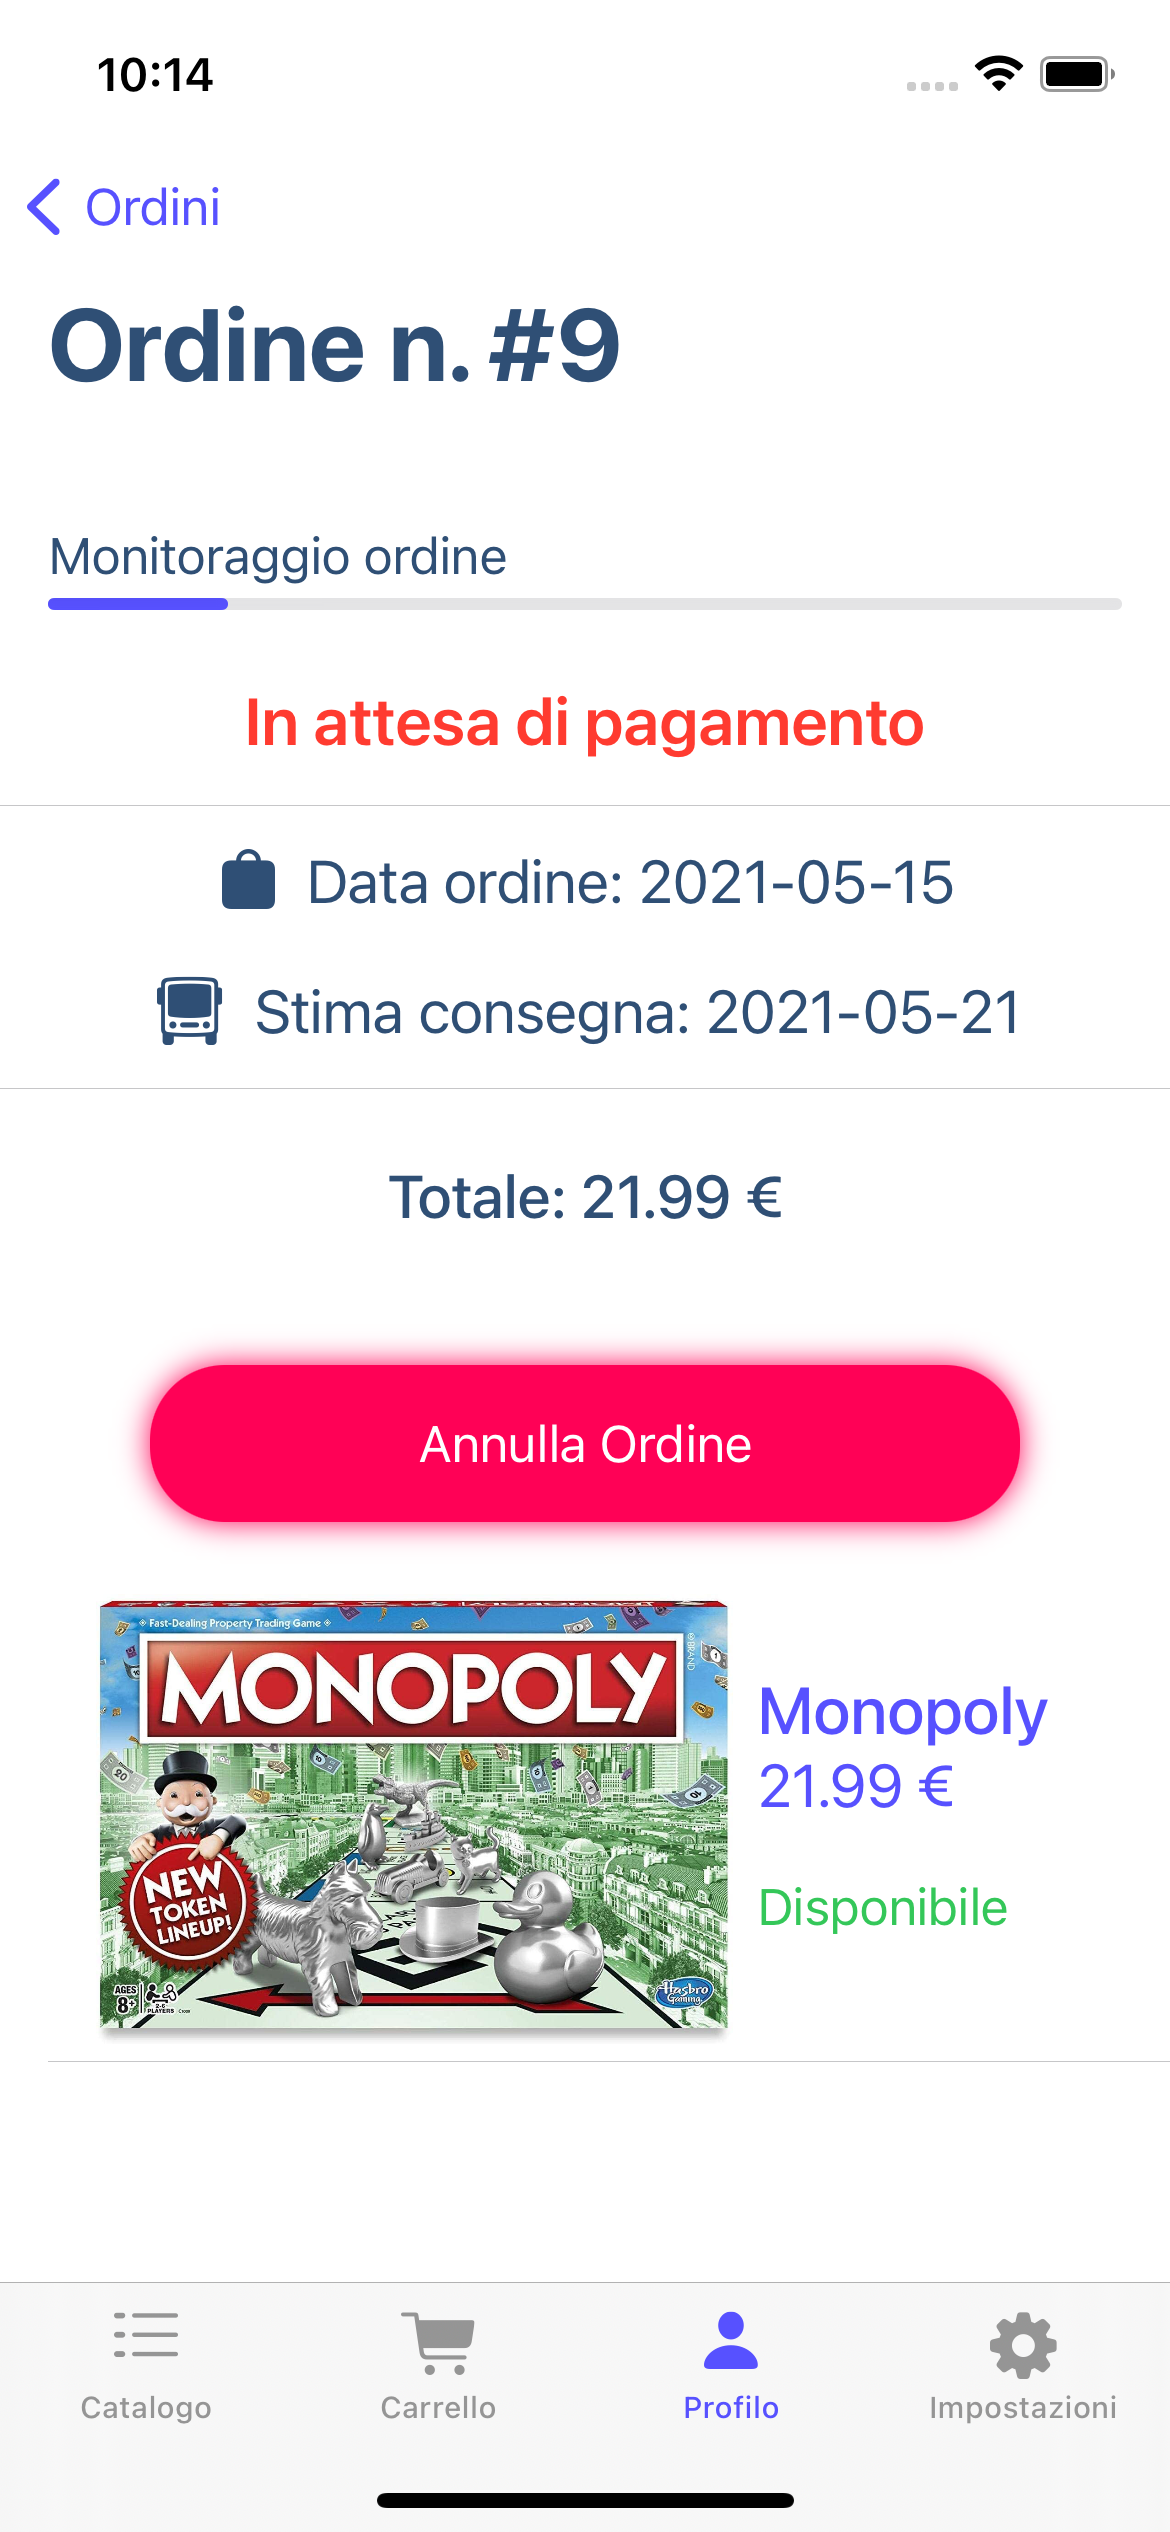 10:14
Ordini
Ordine n. #9
Monitoraggio ordine
In attesa di pagamento
Data ordine: 2021-05-15
Stima consegna: 2021-05-21
Totale: 21.99 €
Annulla Ordine
Fast-Dealing Property Trading Game
MONOPOLY
BRAND
NEW
TOKEN
LINEUP!
AGES
8+
2-6
PLAYERS
Hasbro
Gaming
Monopoly
21.99 €
Disponibile
Catalogo
Carrello
Profilo
Impostazioni